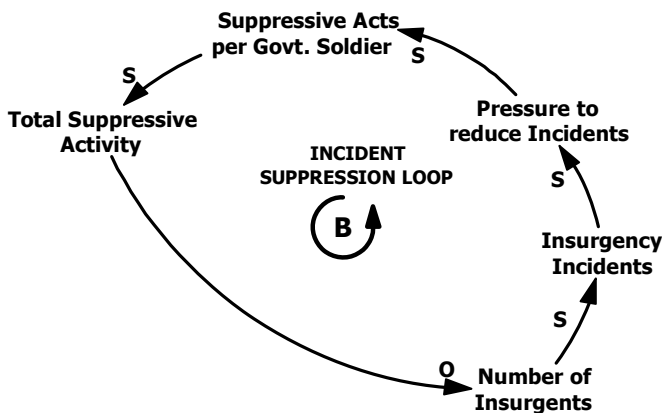 Suppressive Acts
per Govt. Soldier
S
S
Total Suppressive
Activity
Pressure to
reduce Incidents
INCIDENT
SUPPRESSION LOOP
S
B
Insurgency
Incidents
S
O
Number of
Insurgents